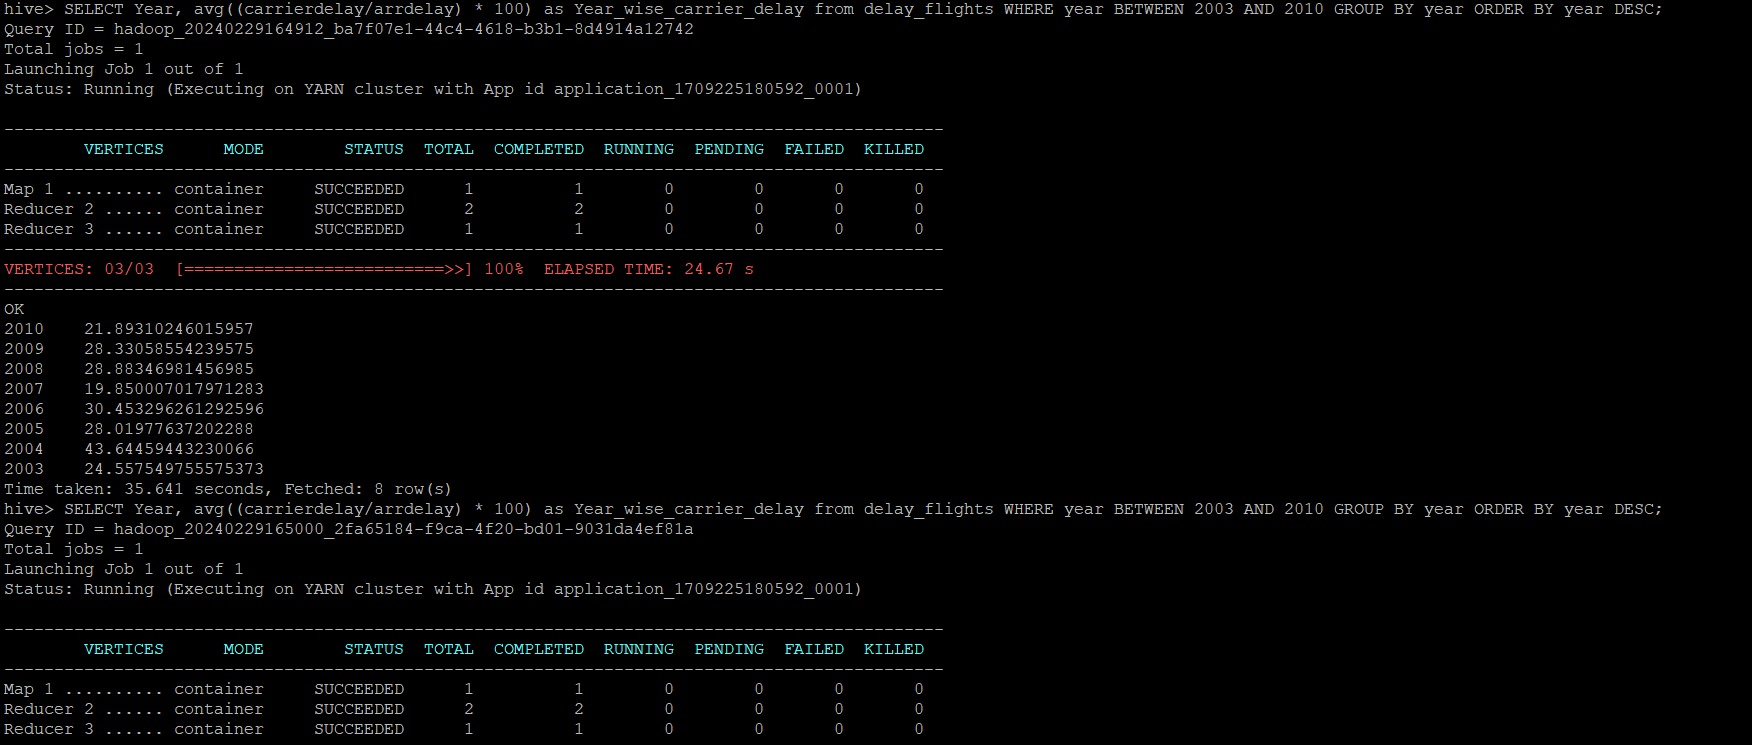 hive> SELECT Year, avg((carrierdelay/arrdelay) * 100) as Year_wise_carrier_delay from delay_flights WHERE year BETWEEN 2003 AND 2010 GROUP BY year ORDER BY year DESC;
Query ID = hadoop_20240229164912_ba7f07e1-44c4-4618-b3b1-8d4914a12742
Total jobs = 1
Launching Job 1 out of 1
Status: Running (Executing on YARN cluster with App id application_1709225180592_0001)
----------------------------------------------------------------------------------------------
        VERTICES      MODE        STATUS  TOTAL  COMPLETED  RUNNING  PENDING  FAILED  KILLED
----------------------------------------------------------------------------------------------
Map 1 .......... container     SUCCEEDED      1          1        0        0       0       0
Reducer 2 ...... container     SUCCEEDED      2          2        0        0       0       0
Reducer 3 ...... container     SUCCEEDED      1          1        0        0       0       0
----------------------------------------------------------------------------------------------
VERTICES: 03/03  [==========================>>] 100%  ELAPSED TIME: 24.67 s
----------------------------------------------------------------------------------------------
OK
2010    21.89310246015957
2009    28.33058554239575
2008    28.88346981456985
2007    19.850007017971283
2006    30.453296261292596
2005    28.01977637202288
2004    43.64459443230066
2003    24.557549755575373
Time taken: 35.641 seconds, Fetched: 8 row(s)
hive> SELECT Year, avg((carrierdelay/arrdelay) * 100) as Year_wise_carrier_delay from delay_flights WHERE year BETWEEN 2003 AND 2010 GROUP BY year ORDER BY year DESC;
Query ID = hadoop_20240229165000_2fa65184-f9ca-4f20-bd01-9031da4ef81a
Total jobs = 1
Launching Job 1 out of 1
Status: Running (Executing on YARN cluster with App id application_1709225180592_0001)
----------------------------------------------------------------------------------------------
        VERTICES      MODE        STATUS  TOTAL  COMPLETED  RUNNING  PENDING  FAILED  KILLED
----------------------------------------------------------------------------------------------
Map 1 .......... container     SUCCEEDED      1          1        0        0       0       0
Reducer 2 ...... container     SUCCEEDED      2          2        0        0       0       0
Reducer 3 ...... container     SUCCEEDED      1          1        0        0       0       0